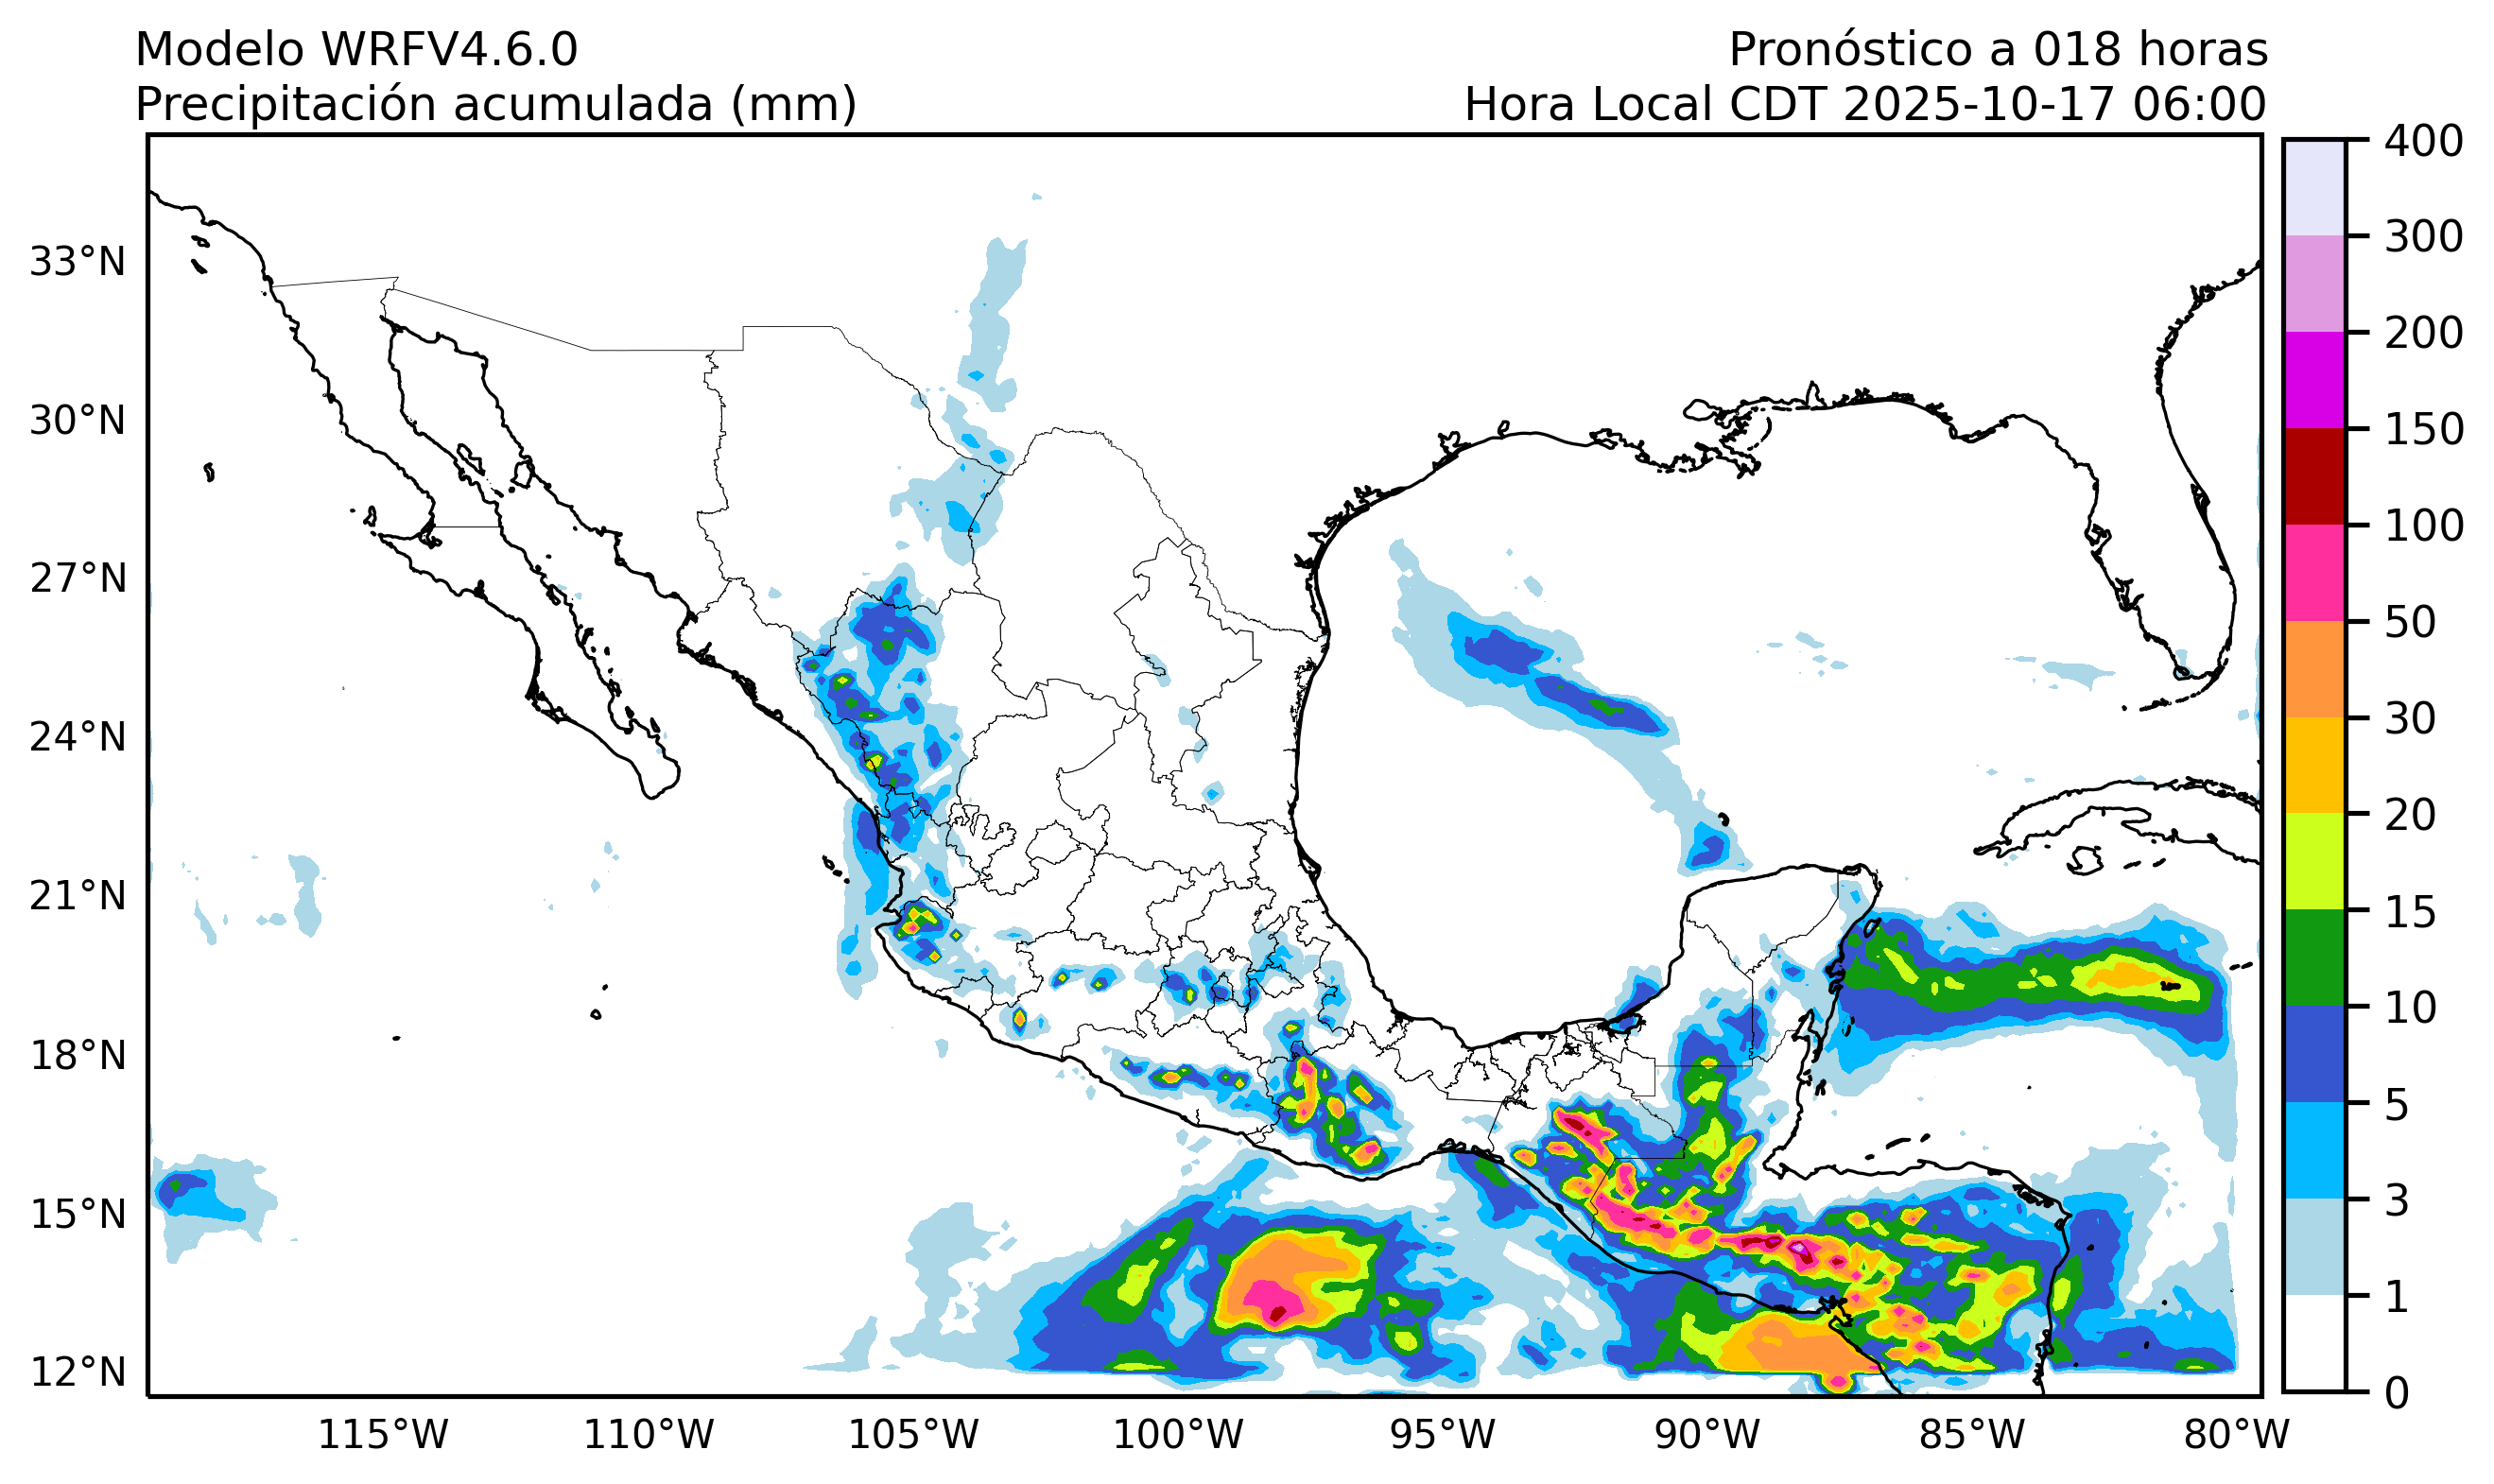 Modelo WRFV4.6.0
Pronóstico a 018 horas
Precipitación acumulada (mm)
Hora Local CDT 2025-10-17 06:00
33°N
30°N
27°N
24°N
21°N
18°N
15°N
12°N
115°W
110°W
105°W
100°W
95°W
90°W
85°W
80°W
400
300
200
150
100
50
30
20
15
10
5
3
1
0